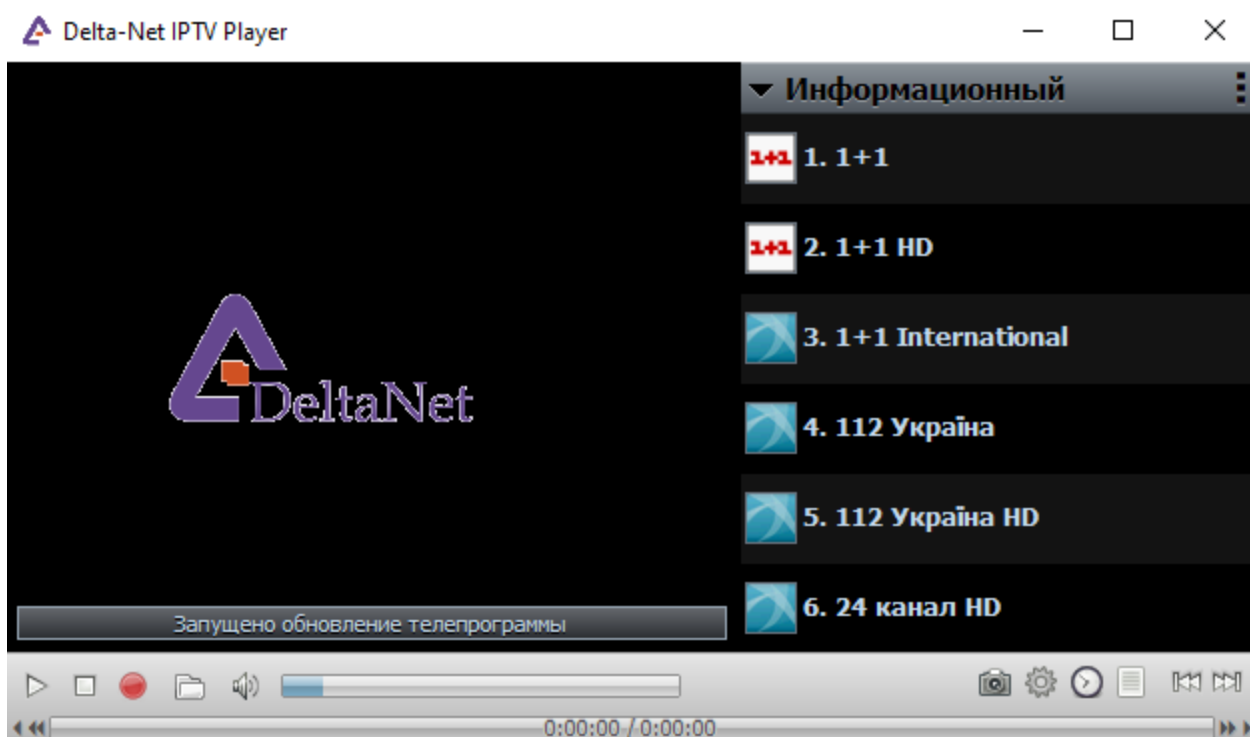 Delta-Net IPTV Player
Информационный
1+1 1. 1+1
1+1 2. 1+1 HD
3. 1+1 International
4. 112 Україна
5. 112 Україна HD
6. 24 канал HD
DeltaNet
Запущено обновление телепрограммы
0:00:00 / 0:00:00